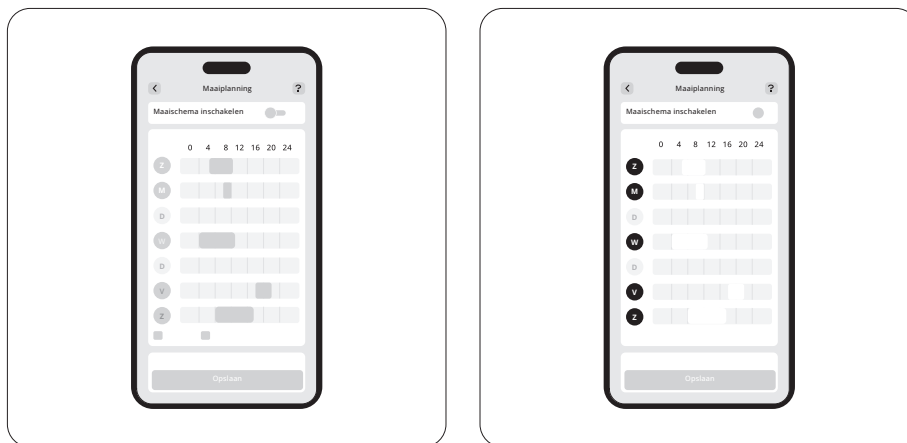 Maaiplanning ?
Maaischema inschakelen
0 4 8 12 16 20 24
Z
M
D
W
D
V
Z
Opslaan
Maaiplanning ?
Maaischema inschakelen
0 4 8 12 16 20 24
Z
M
D
W
D
V
Z
Opslaan